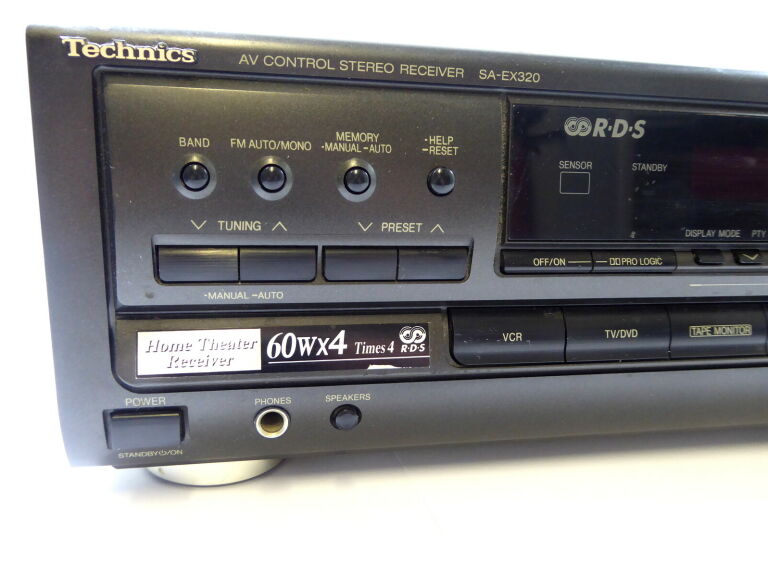 Technics
AV CONTROL STEREO RECEIVER SA-EX320
R·D·S
BAND
FM AUTO/MONO
MEMORY
-MANUAL -AUTO
-HELP
-RESET
SENSOR
STANDBY
TUNING
PRESET
DISPLAY MODE PTY
OFF/ON
PRO LOGIC
-MANUAL -AUTO
Home Theater
Receiver
60Wx4 Times 4
R·D·S
VCR
TV/DVD
TAPE MONITOR
POWER
PHONES
SPEAKERS
STANDBY⏻/ON